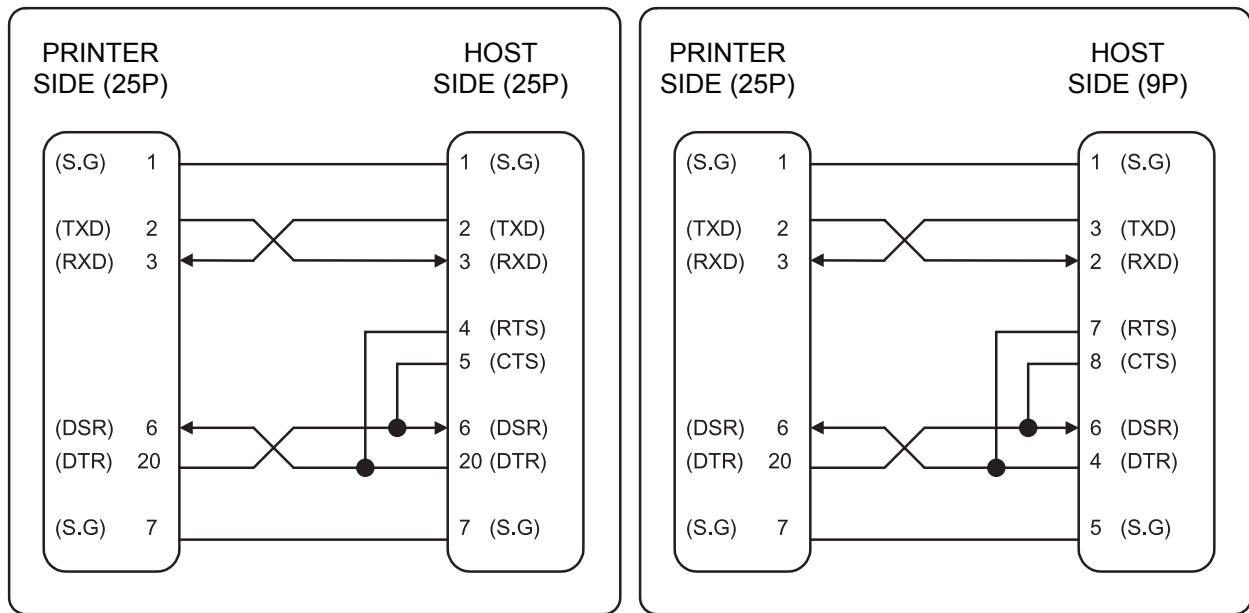 PRINTER
SIDE (25P)
HOST
SIDE (25P)
(S.G) 1
1 (S.G)
(TXD) 2
2 (TXD)
(RXD) 3
3 (RXD)
4 (RTS)
5 (CTS)
(DSR) 6
6 (DSR)
(DTR) 20
20 (DTR)
(S.G) 7
7 (S.G)
PRINTER
SIDE (25P)
HOST
SIDE (9P)
(S.G) 1
1 (S.G)
(TXD) 2
3 (TXD)
(RXD) 3
2 (RXD)
7 (RTS)
8 (CTS)
(DSR) 6
6 (DSR)
(DTR) 20
4 (DTR)
(S.G) 7
5 (S.G)